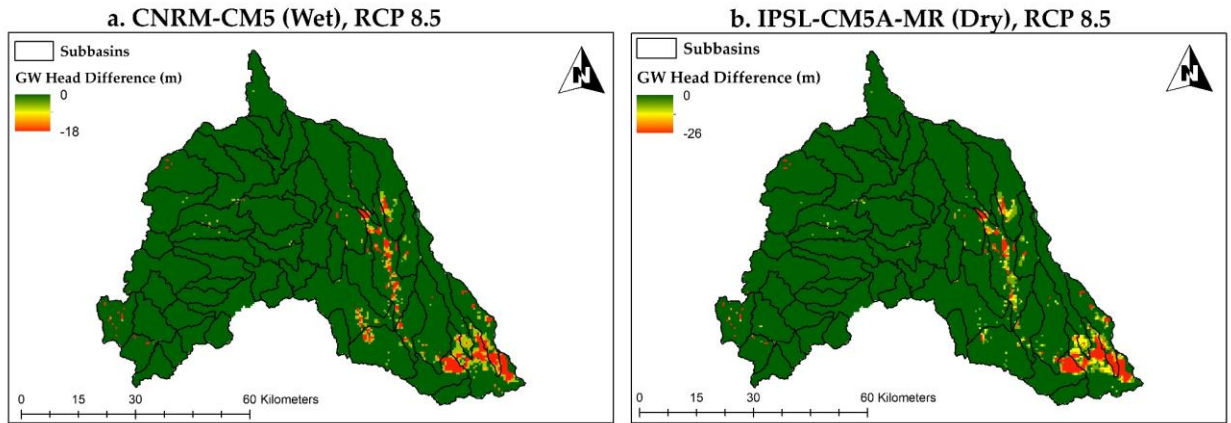 a. CNRM-CM5 (Wet), RCP 8.5
Subbasins
GW Head Difference (m)
0
-18
N
0 15 30 60 Kilometers
b. IPSL-CM5A-MR (Dry), RCP 8.5
Subbasins
GW Head Difference (m)
0
-26
N
0 15 30 60 Kilometers